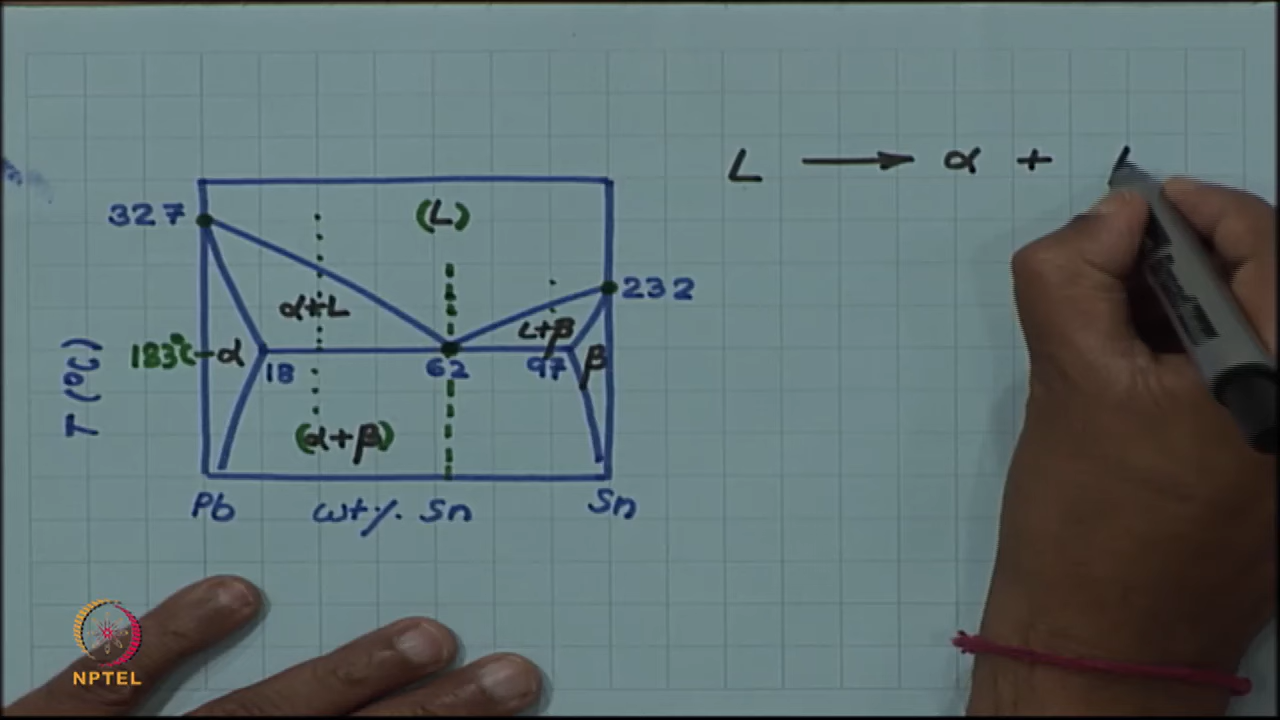 L → α +
327
(L)
232
α+L
L+β
183°C α
18
62
97
β
T (°C)
(α+β)
Pb
wt% Sn
Sn
NPTEL